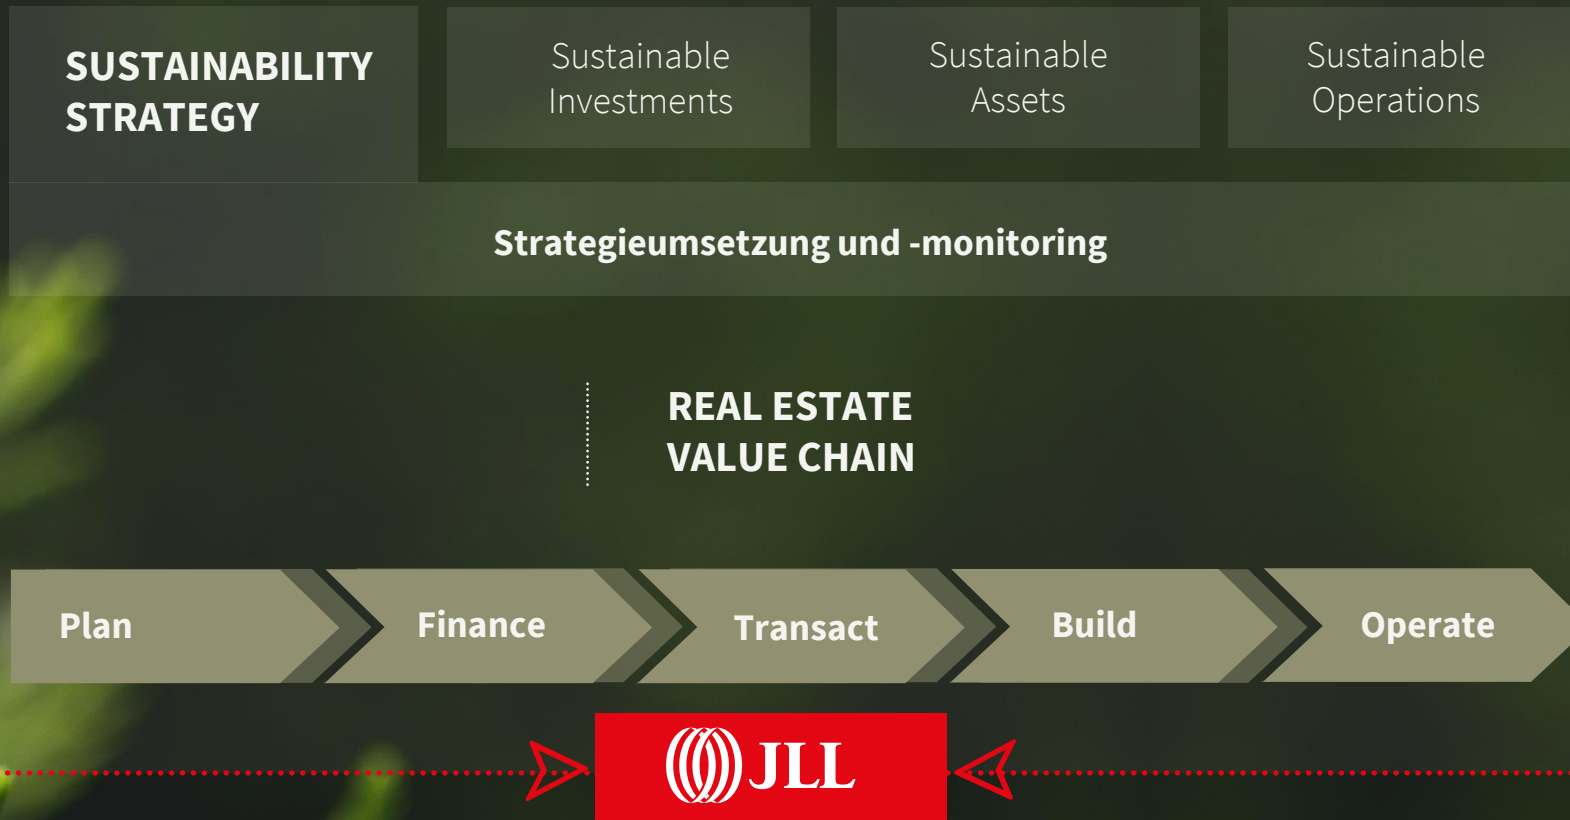 SUSTAINABILITY
STRATEGY
Sustainable
Investments
Sustainable
Assets
Sustainable
Operations
Strategieumsetzung und -monitoring
REAL ESTATE
VALUE CHAIN
Plan
Finance
Transact
Build
Operate
JLL